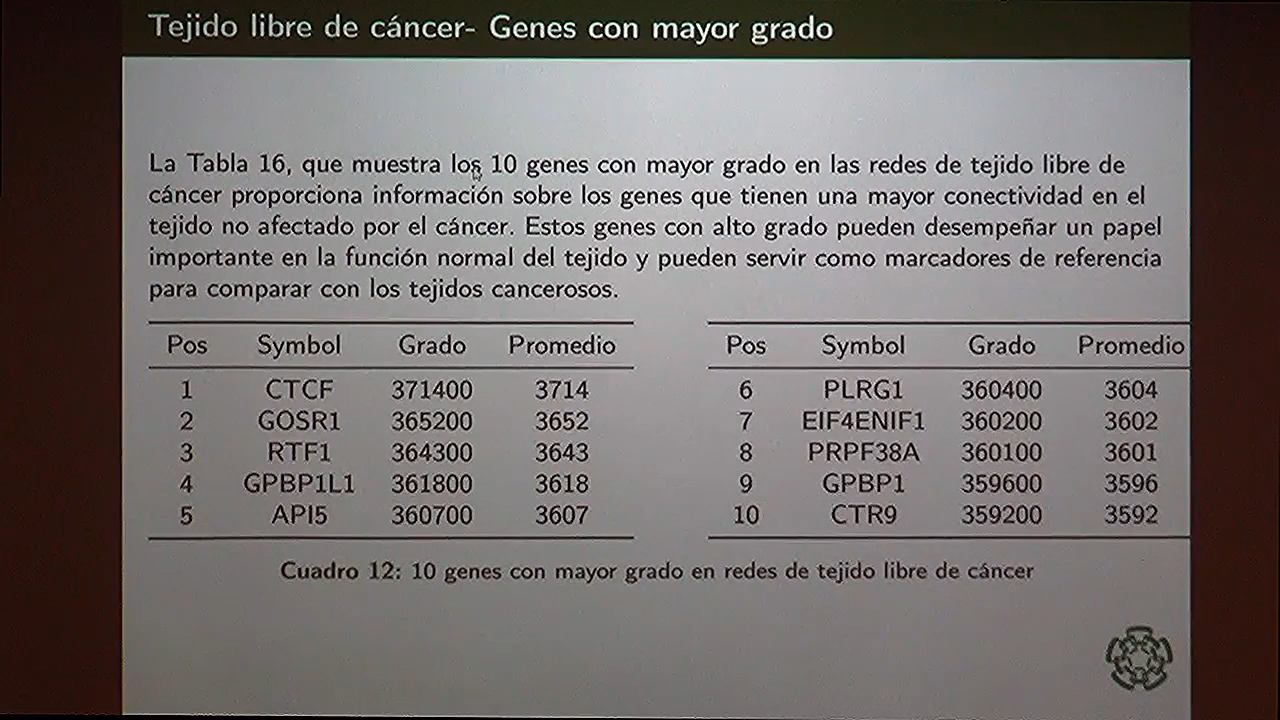 Tejido libre de cáncer- Genes con mayor grado
La Tabla 16, que muestra los 10 genes con mayor grado en las redes de tejido libre de
cáncer proporciona información sobre los genes que tienen una mayor conectividad en el
tejido no afectado por el cáncer. Estos genes con alto grado pueden desempeñar un papel
importante en la función normal del tejido y pueden servir como marcadores de referencia
para comparar con los tejidos cancerosos.
Pos Symbol Grado Promedio
1 CTCF 371400 3714
2 GOSR1 365200 3652
3 RTF1 364300 3643
4 GPBP1L1 361800 3618
5 API5 360700 3607
Pos Symbol Grado Promedio
6 PLRG1 360400 3604
7 EIF4ENIF1 360200 3602
8 PRPF38A 360100 3601
9 GPBP1 359600 3596
10 CTR9 359200 3592
Cuadro 12: 10 genes con mayor grado en redes de tejido libre de cáncer